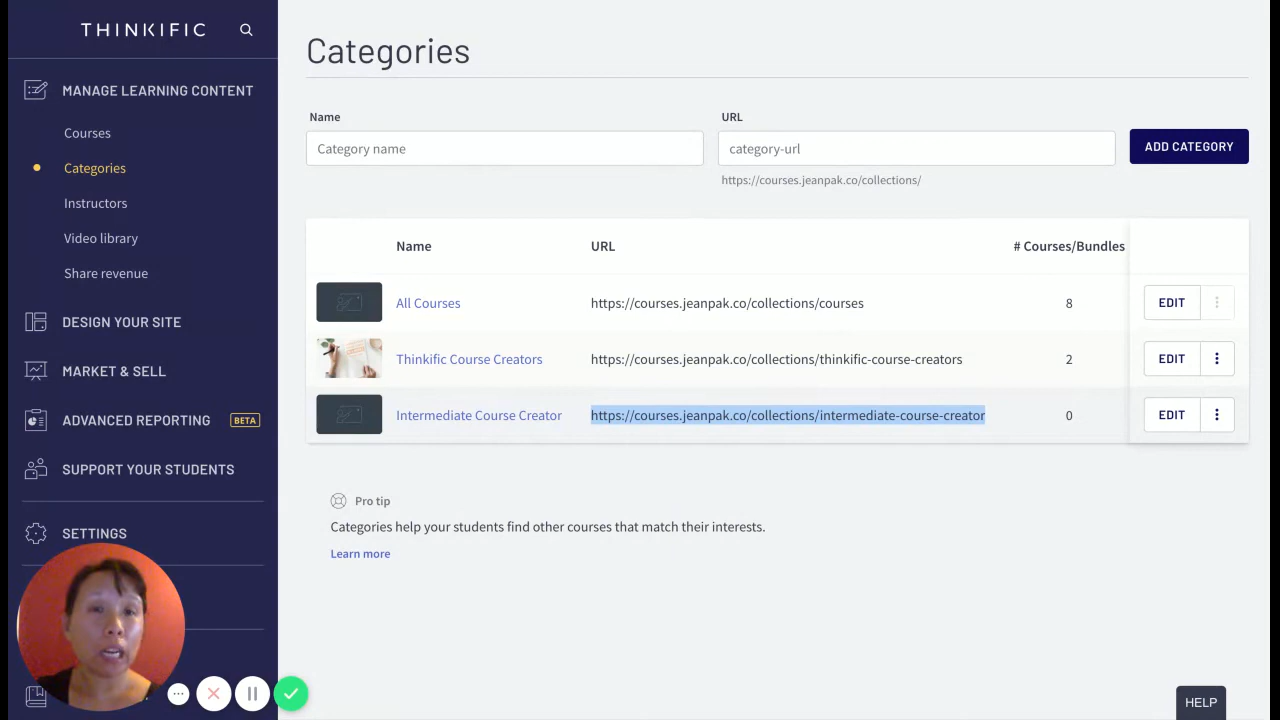 THINKIFIC
MANAGE LEARNING CONTENT
Courses
Categories
Instructors
Video library
Share revenue
DESIGN YOUR SITE
MARKET & SELL
ADVANCED REPORTING BETA
SUPPORT YOUR STUDENTS
SETTINGS
Categories
Name URL
Category name category-url ADD CATEGORY
https://courses.jeanpak.co/collections/
Name URL # Courses/Bundles
All Courses https://courses.jeanpak.co/collections/courses 8 EDIT
Thinkific Course Creators https://courses.jeanpak.co/collections/thinkific-course-creators 2 EDIT
Intermediate Course Creator https://courses.jeanpak.co/collections/intermediate-course-creator 0 EDIT
Pro tip
Categories help your students find other courses that match their interests.
Learn more
HELP